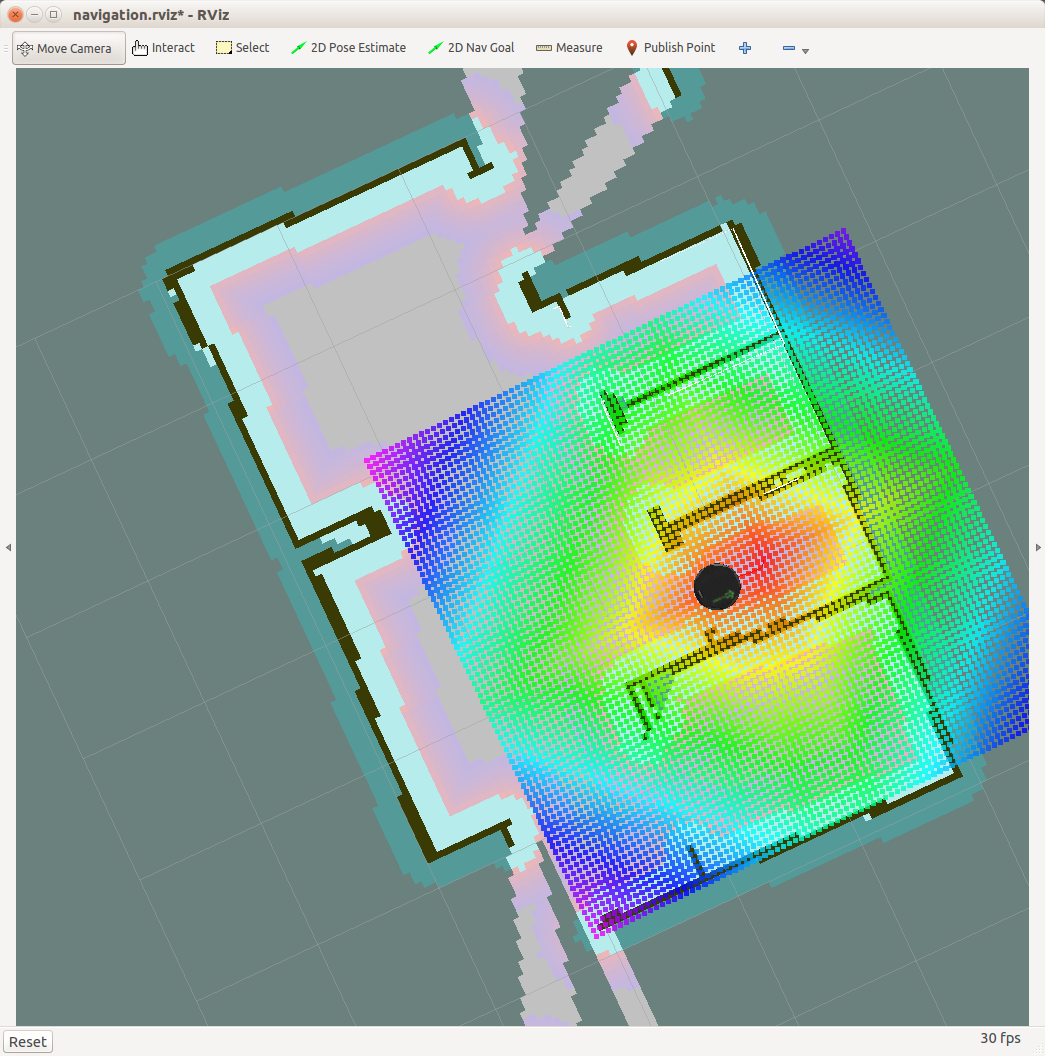 navigation.rviz* - RViz
Move Camera Interact Select 2D Pose Estimate 2D Nav Goal Measure Publish Point
Reset 30 fps